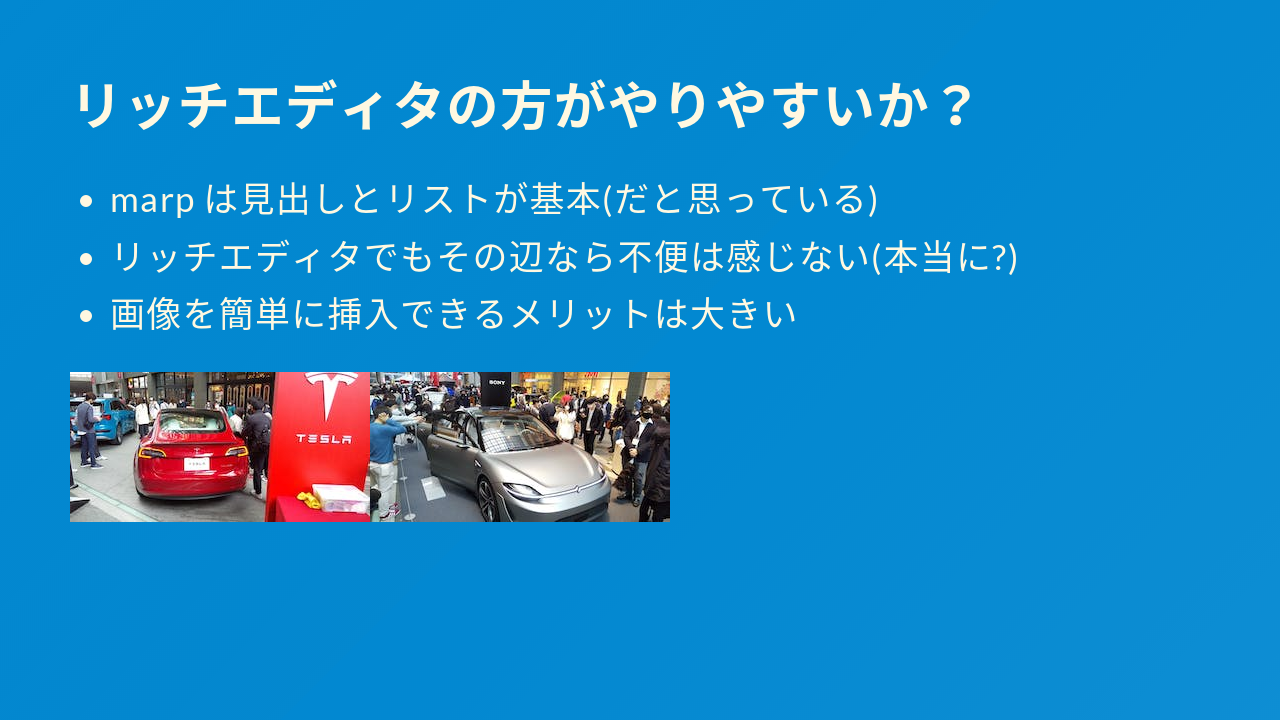 リッチエディタの方がやりやすいか？
marp は見出しとリストが基本(だと思っている)
リッチエディタでもその辺なら不便は感じない(本当に?)
画像を簡単に挿入できるメリットは大きい
TESLA
SONY